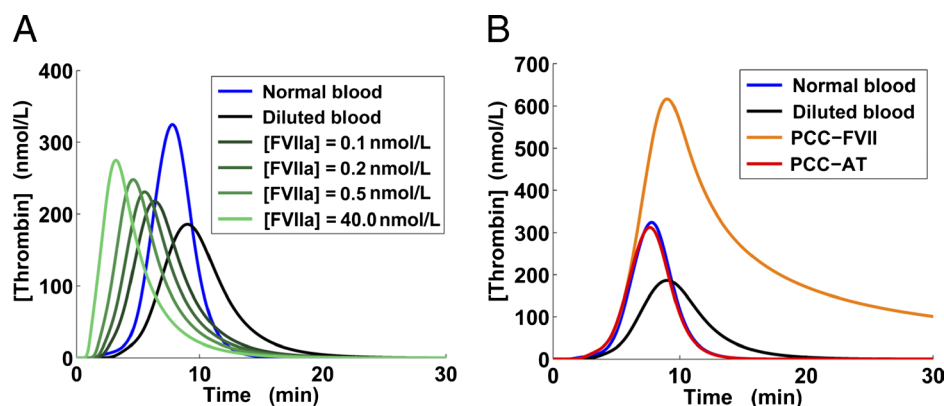 A
[Thrombin] (nmol/L)
400
300
200
100
0
0
10
20
30
Time (min)
Normal blood
Diluted blood
[FVIIa] = 0.1 nmol/L
[FVIIa] = 0.2 nmol/L
[FVIIa] = 0.5 nmol/L
[FVIIa] = 40.0 nmol/L
B
[Thrombin] (nmol/L)
700
600
500
400
300
200
100
0
0
10
20
30
Time (min)
Normal blood
Diluted blood
PCC−FVII
PCC−AT